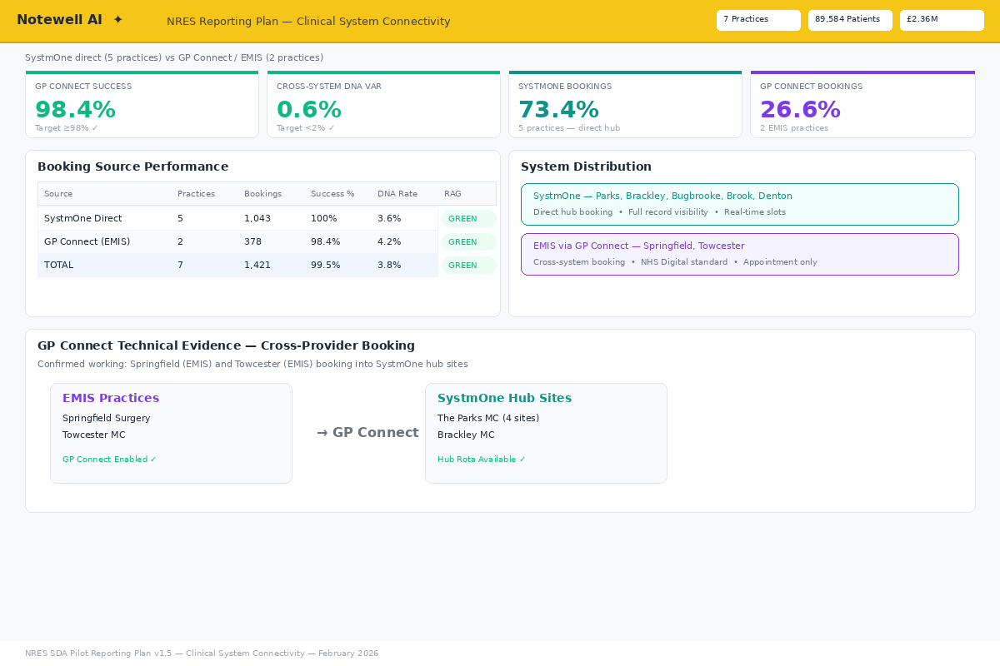 Notewell AI ✦
NRES Reporting Plan — Clinical System Connectivity
7 Practices
89,584 Patients
£2.36M
SystmOne direct (5 practices) vs GP Connect / EMIS (2 practices)
GP CONNECT SUCCESS
98.4%
Target ≥98% ✓
CROSS-SYSTEM DNA VAR
0.6%
Target <2% ✓
SYSTMONE BOOKINGS
73.4%
5 practices — direct hub
GP CONNECT BOOKINGS
26.6%
2 EMIS practices
Booking Source Performance
Source Practices Bookings Success % DNA Rate RAG
SystmOne Direct 5 1,043 100% 3.6% GREEN
GP Connect (EMIS) 2 378 98.4% 4.2% GREEN
TOTAL 7 1,421 99.5% 3.8% GREEN
System Distribution
SystmOne — Parks, Brackley, Bugbrooke, Brook, Denton
Direct hub booking • Full record visibility • Real-time slots
EMIS via GP Connect — Springfield, Towcester
Cross-system booking • NHS Digital standard • Appointment only
GP Connect Technical Evidence — Cross-Provider Booking
Confirmed working: Springfield (EMIS) and Towcester (EMIS) booking into SystmOne hub sites
EMIS Practices
Springfield Surgery
Towcester MC
GP Connect Enabled ✓
→ GP Connect
SystmOne Hub Sites
The Parks MC (4 sites)
Brackley MC
Hub Rota Available ✓
NRES SDA Pilot Reporting Plan v1.5 — Clinical System Connectivity — February 2026